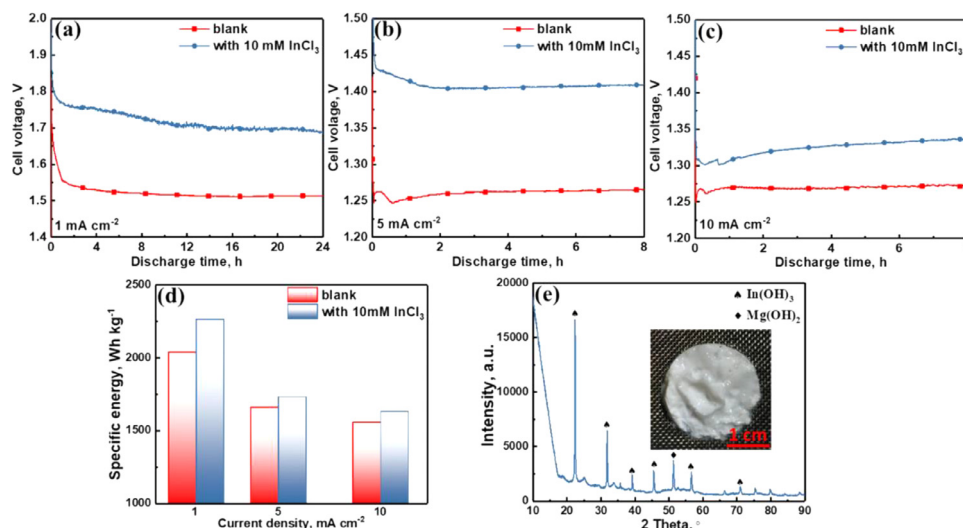 (a)
blank
with 10 mM InCl₃
Cell voltage, V
2.0
1.9
1.8
1.7
1.6
1.5
1.4
1 mA cm⁻²
0 4 8 12 16 20 24
Discharge time, h
(b)
blank
with 10mM InCl₃
Cell voltage, V
1.50
1.45
1.40
1.35
1.30
1.25
1.20
5 mA cm⁻²
0 2 4 6 8
Discharge time, h
(c)
blank
with 10mM InCl₃
Cell voltage, V
1.50
1.45
1.40
1.35
1.30
1.25
1.20
10 mA cm⁻²
0 2 4 6
Discharge time, h
(d)
blank
with 10mM InCl₃
Specific energy, Wh kg⁻¹
2500
2000
1500
1000
1 5 10
Current density, mA cm⁻²
(e)
In(OH)₃
Mg(OH)₂
Intensity, a.u.
20000
15000
10000
5000
0
1 cm
10 20 30 40 50 60 70 80 90
2 Theta, °